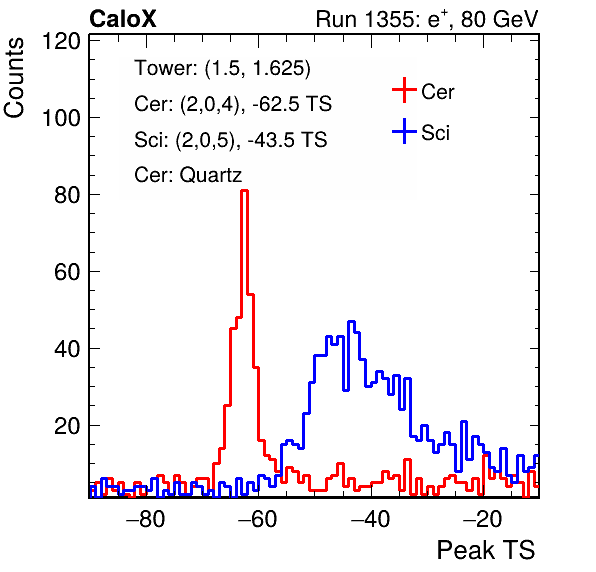 CaloX Run 1355: e⁺, 80 GeV
Counts
120
100
80
60
40
20
Tower: (1.5, 1.625)
Cer: (2,0,4), -62.5 TS
Sci: (2,0,5), -43.5 TS
Cer: Quartz
Cer
Sci
−80 −60 −40 −20
Peak TS